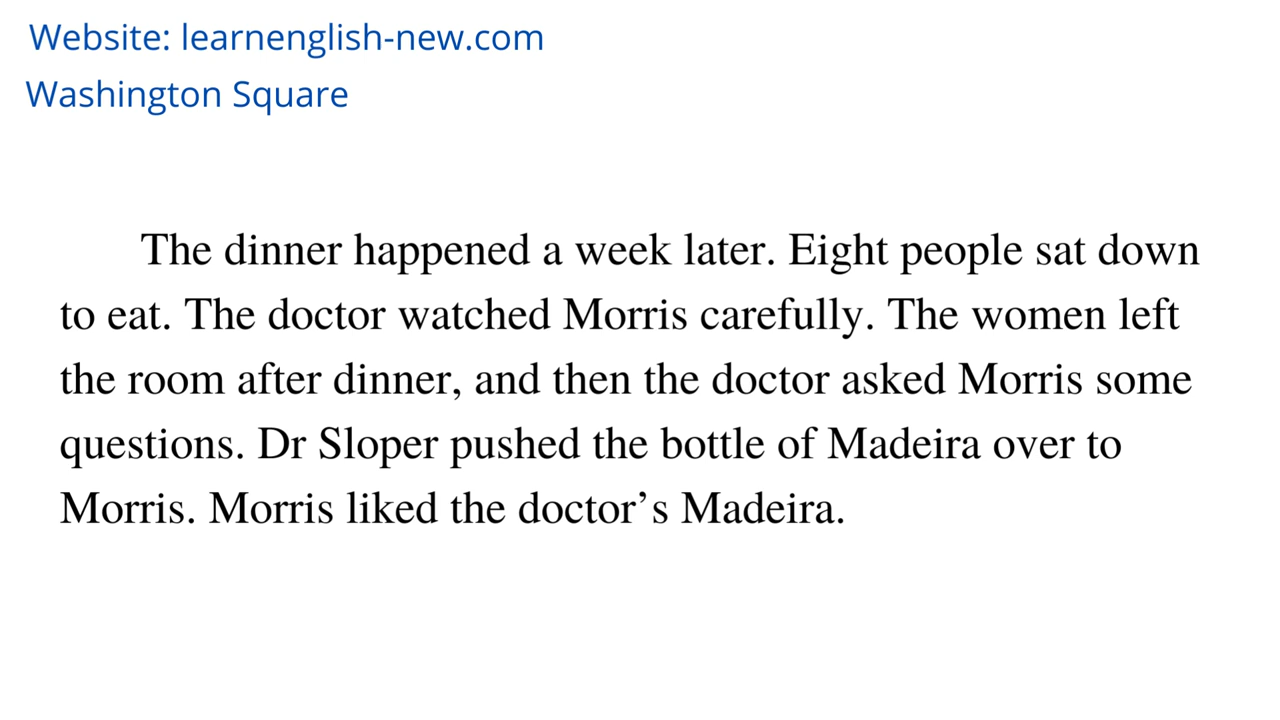 Website: learnenglish-new.com
Washington Square
The dinner happened a week later. Eight people sat down
to eat. The doctor watched Morris carefully. The women left
the room after dinner, and then the doctor asked Morris some
questions. Dr Sloper pushed the bottle of Madeira over to
Morris. Morris liked the doctor’s Madeira.